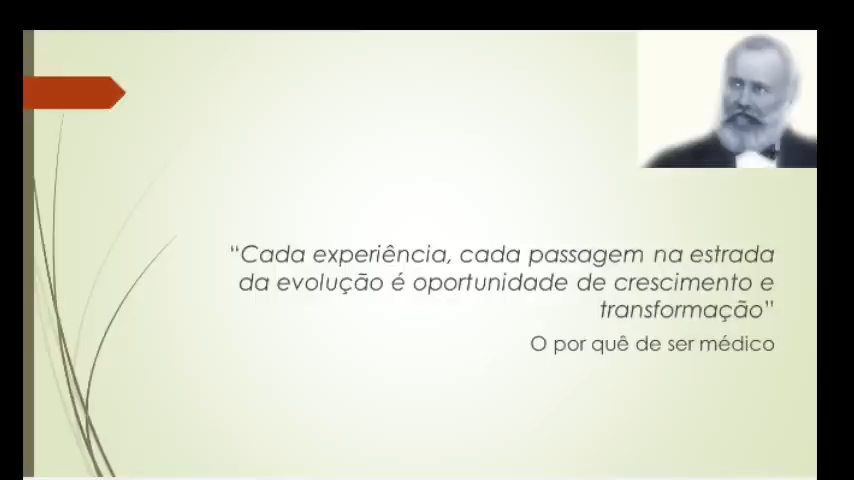 “Cada experiência, cada passagem na estrada
da evolução é oportunidade de crescimento e
transformação”
O por quê de ser médico